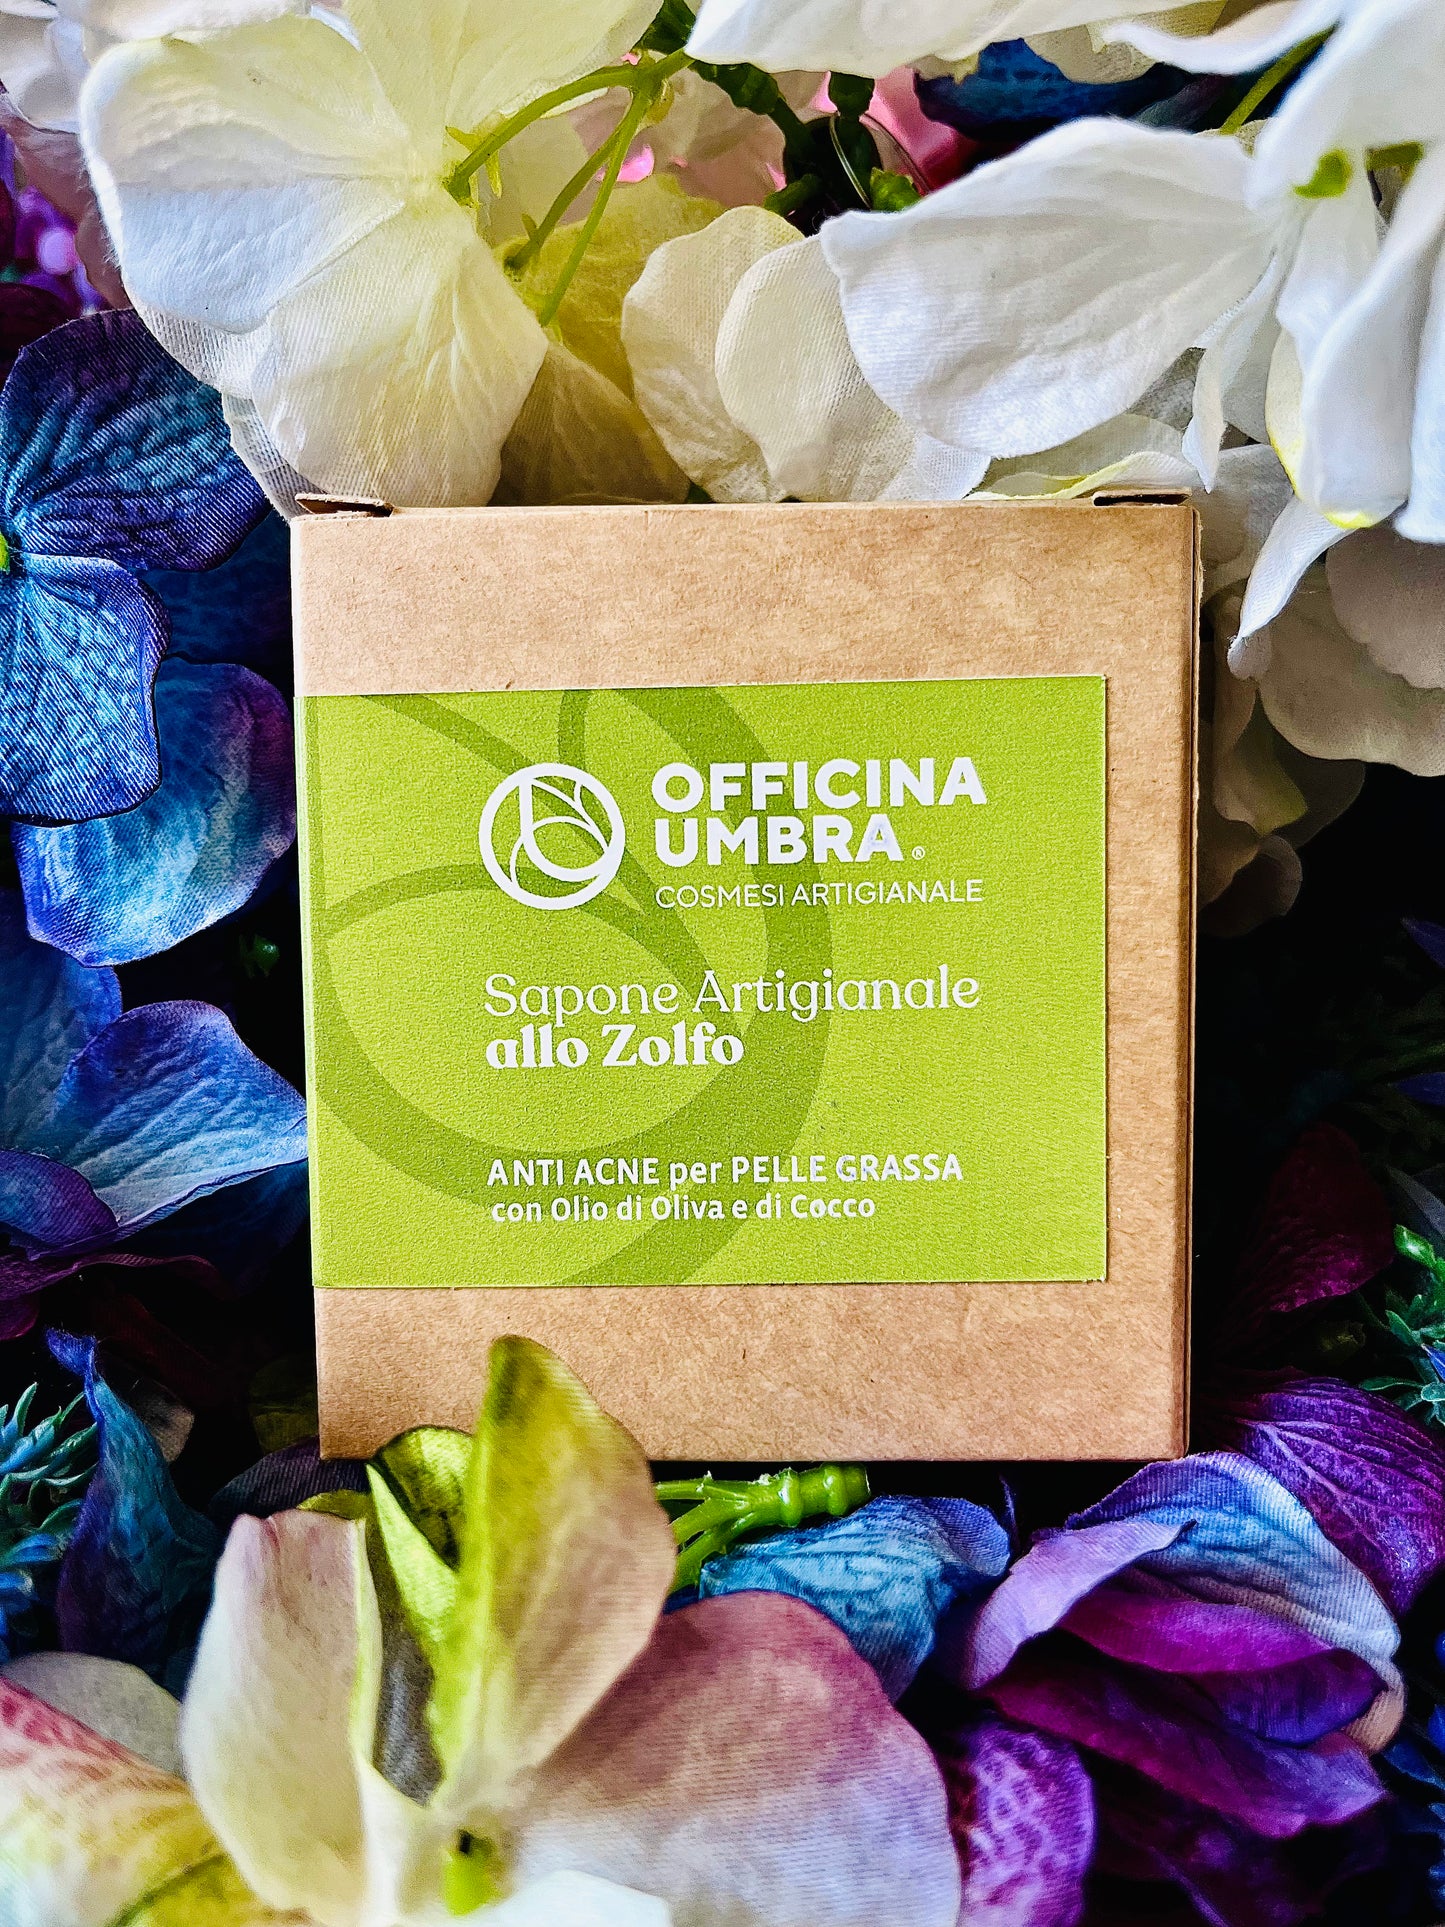 OFFICINA
UMBRA®
COSMESI ARTIGIANALE
Sapone Artigianale
allo Zolfo
ANTI ACNE per PELLE GRASSA
con Olio di Oliva e di Cocco